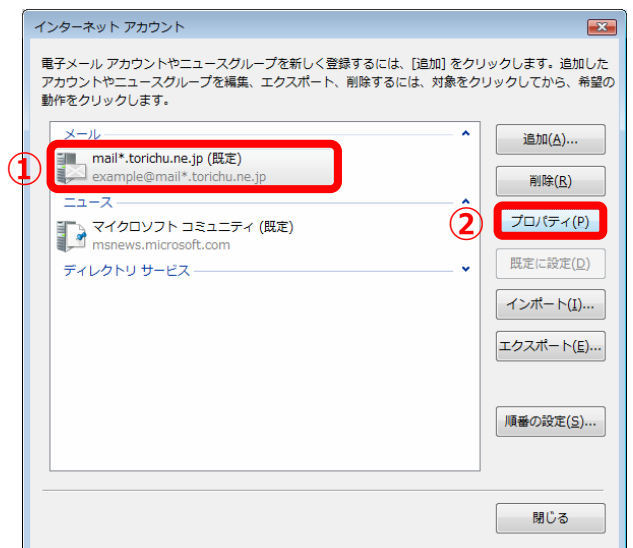 インターネット アカウント
電子メール アカウントやニュースグループを新しく登録するには、[追加] をクリックします。追加した
アカウントやニュースグループを編集、エクスポート、削除するには、対象をクリックしてから、希望の
動作をクリックします。
メール
① mail*.torichu.ne.jp (既定)
example@mail*.torichu.ne.jp
ニュース
マイクロソフト コミュニティ (既定)
msnews.microsoft.com
ディレクトリ サービス
追加(A)...
削除(R)
② プロパティ(P)
既定に設定(D)
インポート(I)...
エクスポート(E)...
順番の設定(S)...
閉じる